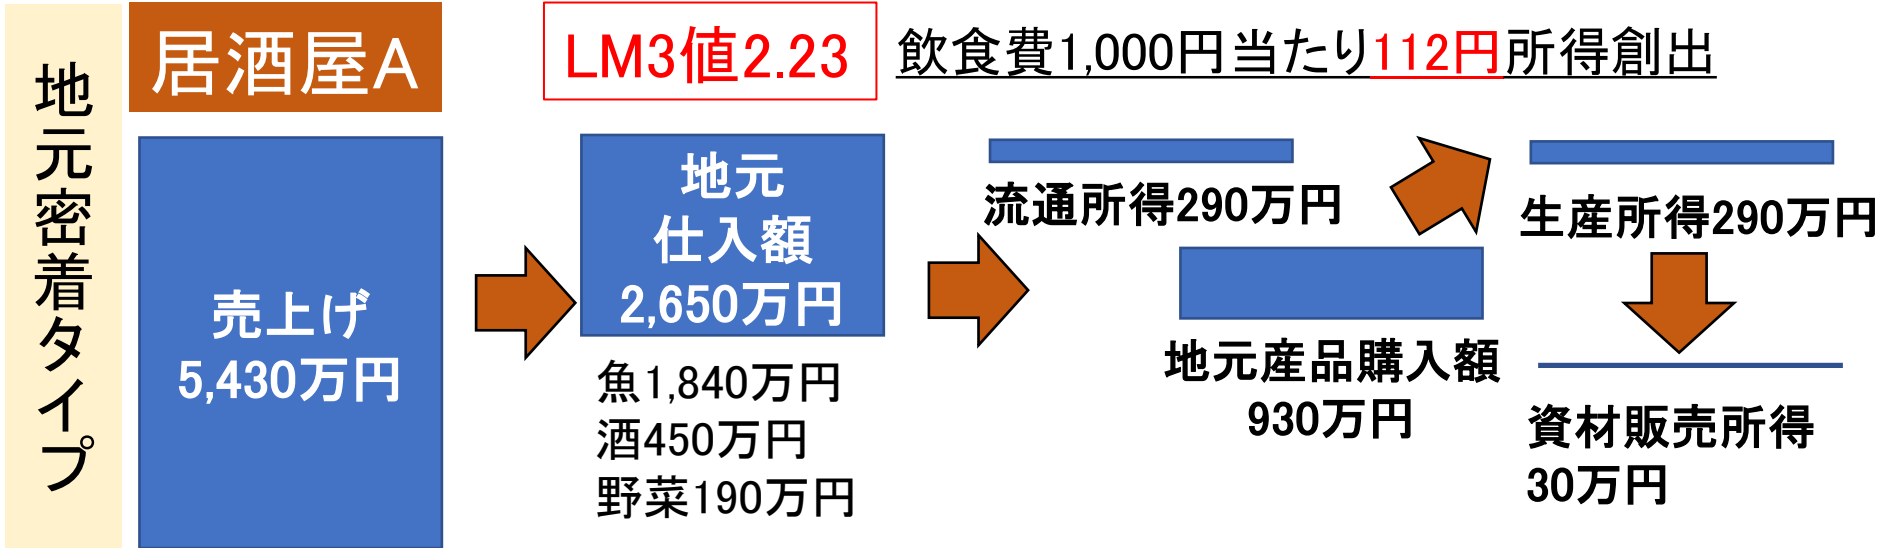 地元密着タイプ
居酒屋A
LM3値2.23
飲食費1,000円当たり112円所得創出
売上げ
5,430万円
地元
仕入額
2,650万円
魚1,840万円
酒450万円
野菜190万円
流通所得290万円
地元産品購入額
930万円
生産所得290万円
資材販売所得
30万円